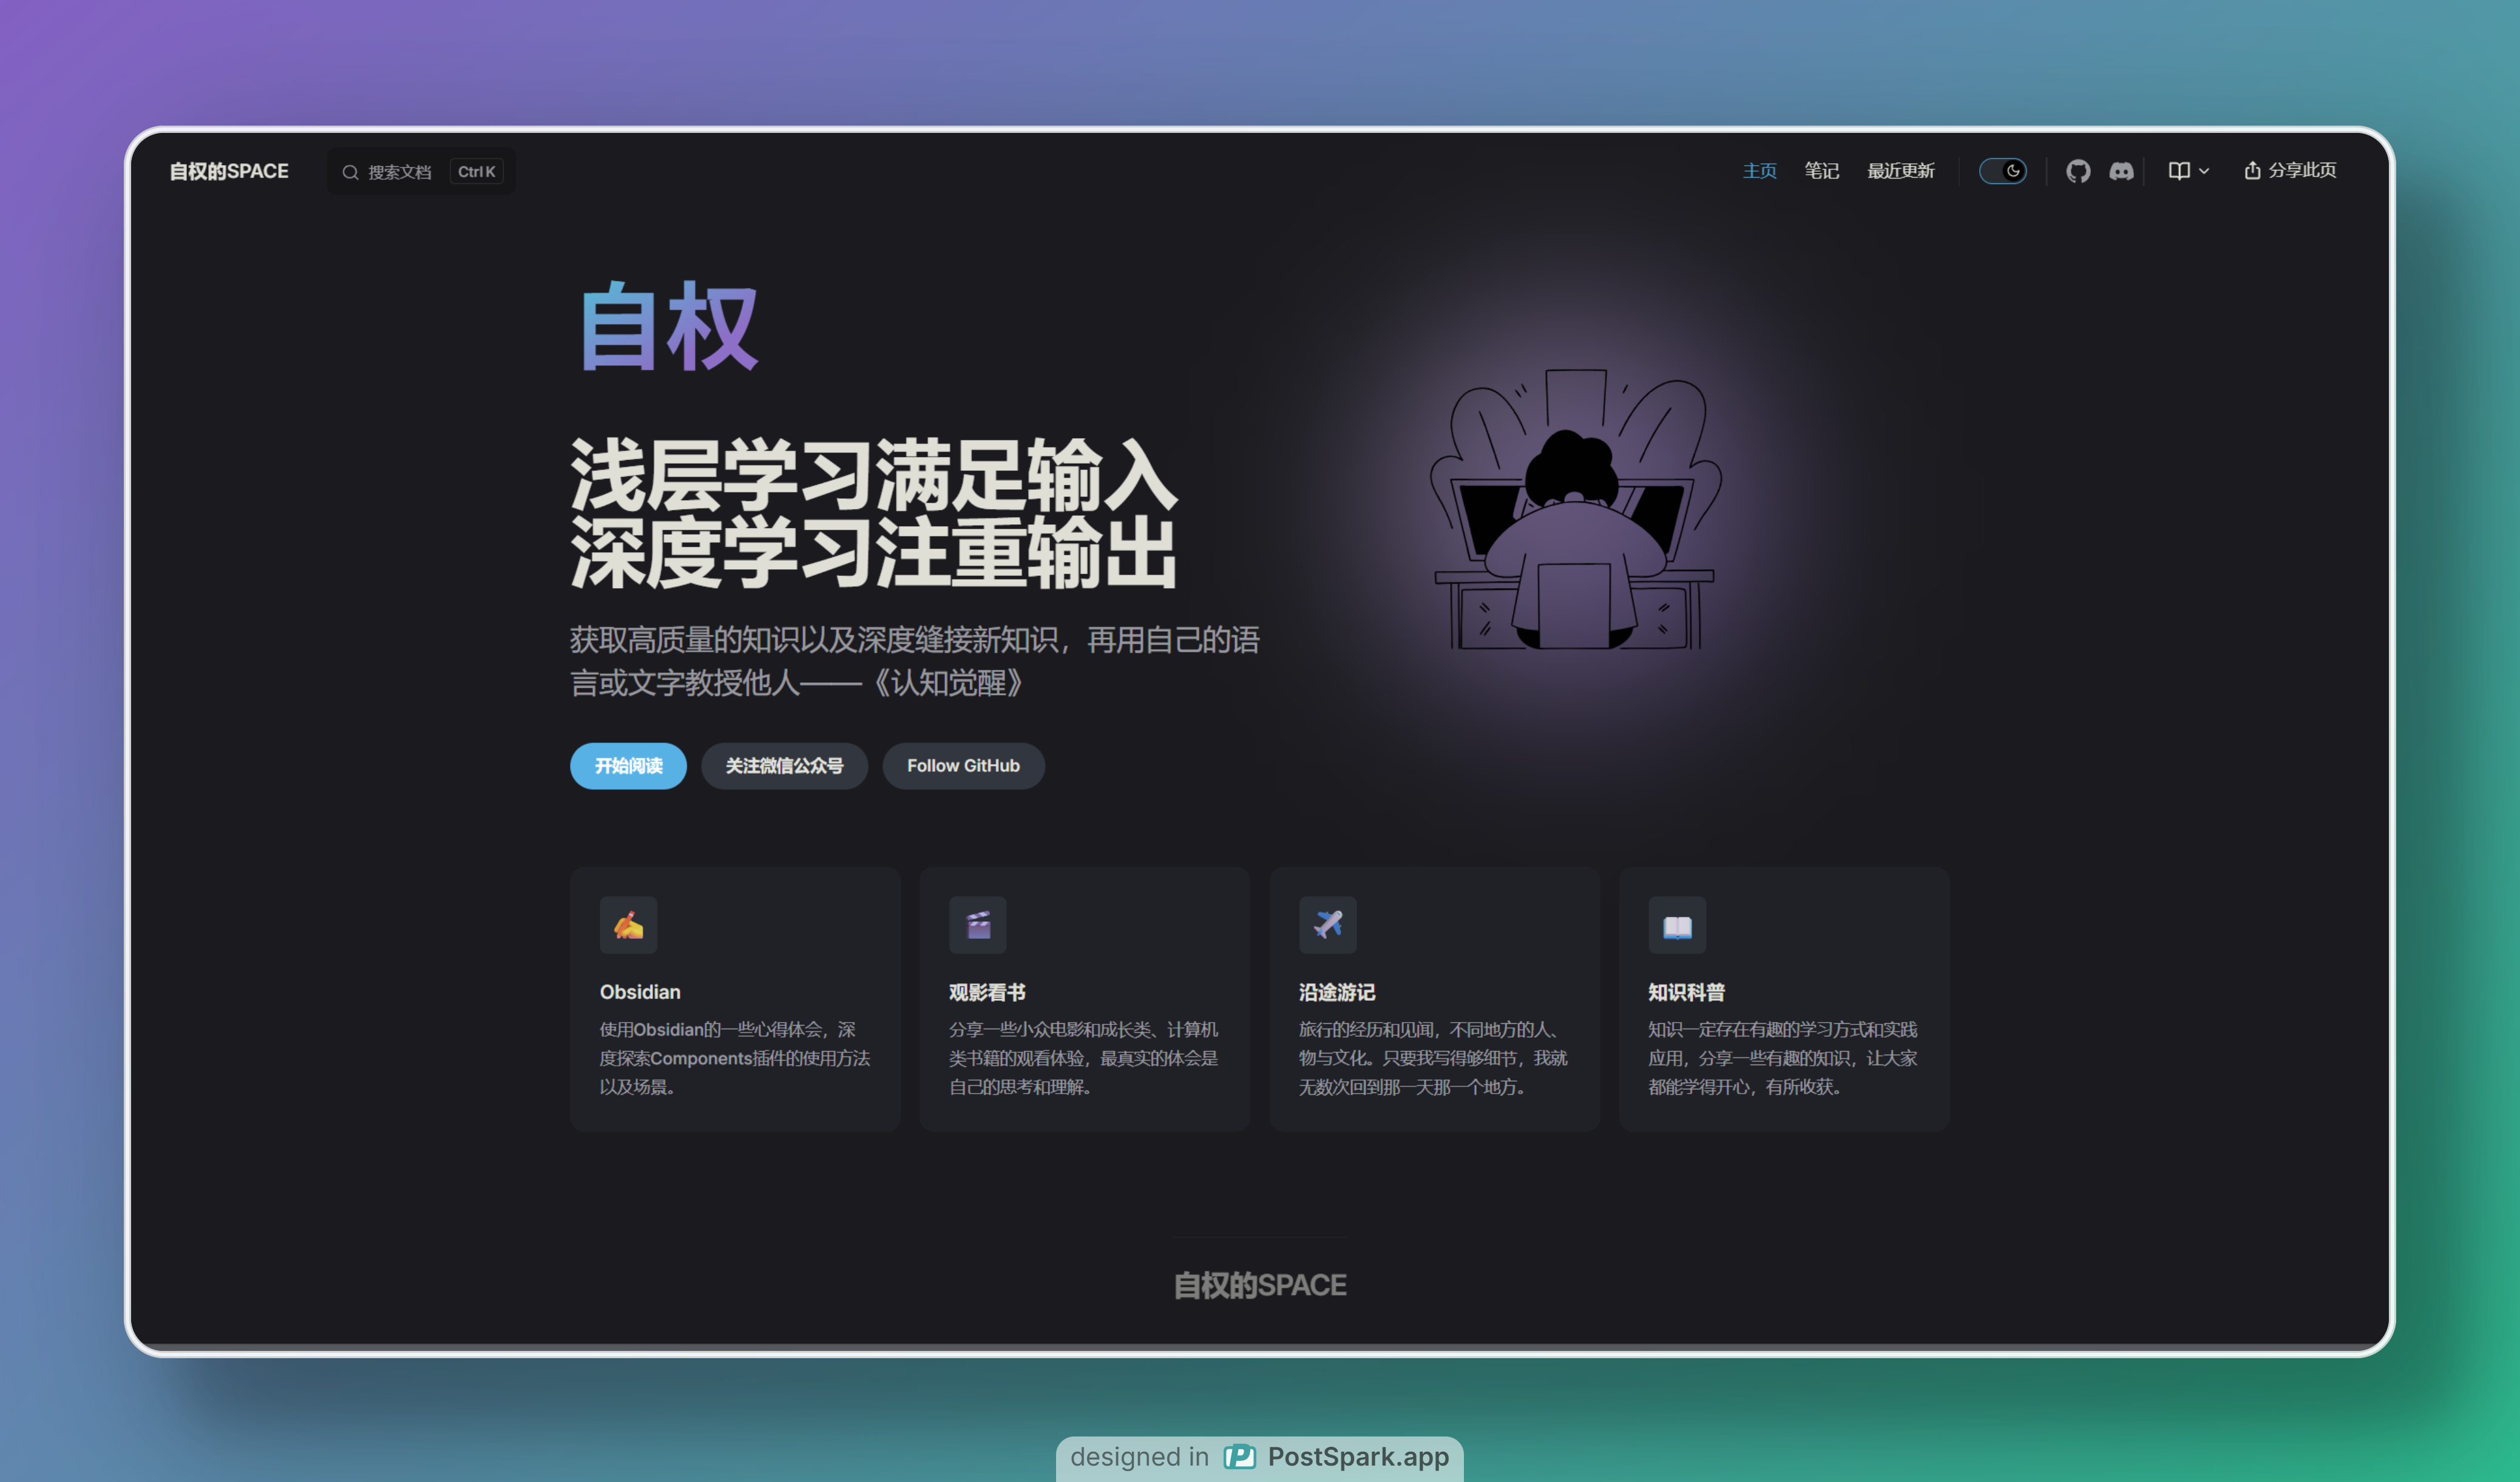 自权的SPACE
搜索文档 Ctrl K
主页 笔记 最近更新 分享此页
自权
浅层学习满足输入
深度学习注重输出
获取高质量的知识以及深度缝接新知识，再用自己的语
言或文字教授他人——《认知觉醒》
开始阅读 关注微信公众号 Follow GitHub
Obsidian
使用Obsidian的一些心得体会，深
度探索Components插件的使用方法
以及场景。
观影看书
分享一些小众电影和成长类、计算机
类书籍的观看体验，最真实的体会是
自己的思考和理解。
沿途游记
旅行的经历和见闻，不同地方的人、
物与文化。只要我写得够细节，我就
无数次回到那一天那一个地方。
知识科普
知识一定存在有趣的学习方式和实践
应用，分享一些有趣的知识，让大家
都能学得开心，有所收获。
自权的SPACE
designed in PostSpark.app